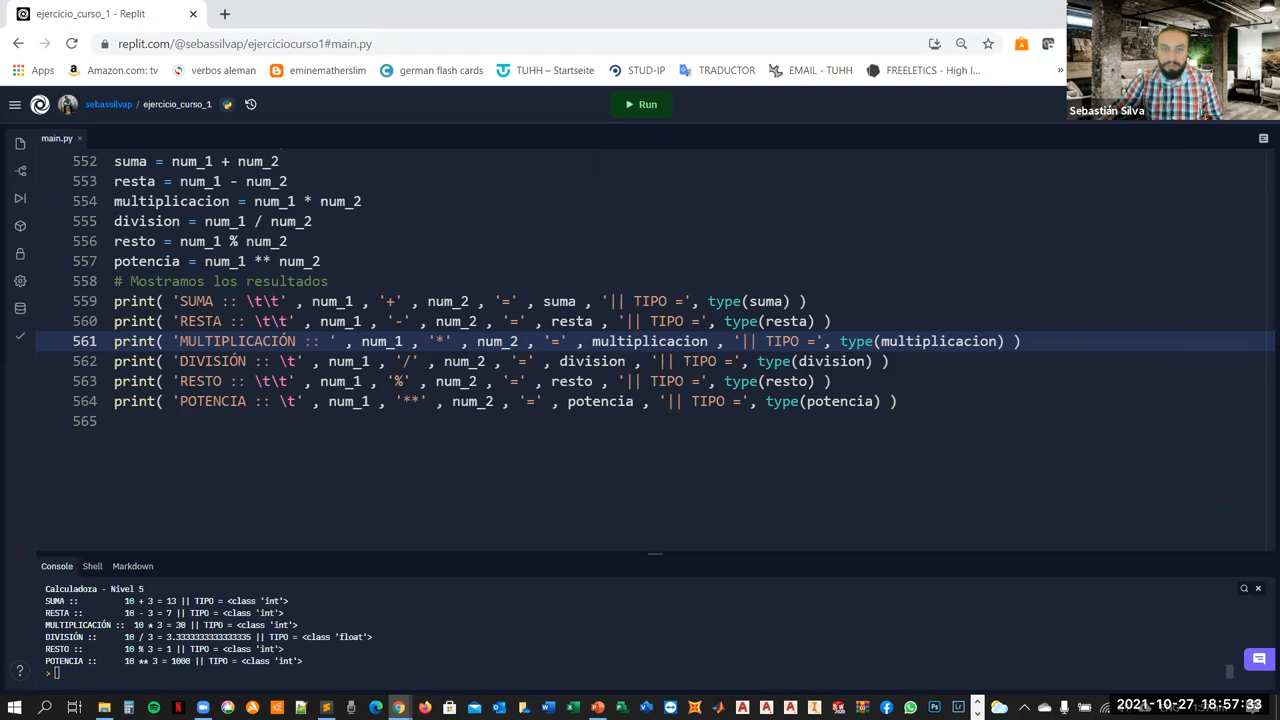 ejercicio_curso_1 - Replit
replit.com/@sebassilvap/ejerciciocurso1#main.py
Apps Amazon.com: tv verbos aleman eminematherslim german flash cards TUHH – Startseite STUD-IP TRADUCTOR EMAIL - TUHH FREELETICS - High I... »
Sebastián Silva
sebassilvap / ejercicio_curso_1
Run
main.py
552 suma = num_1 + num_2
553 resta = num_1 - num_2
554 multiplicacion = num_1 * num_2
555 division = num_1 / num_2
556 resto = num_1 % num_2
557 potencia = num_1 ** num_2
558 # Mostramos los resultados
559 print( 'SUMA :: \t\t' , num_1 , '+' , num_2 , '=' , suma , '|| TIPO =', type(suma) )
560 print( 'RESTA :: \t\t' , num_1 , '-' , num_2 , '=' , resta , '|| TIPO =', type(resta) )
561 print( 'MULTIPLICACIÓN :: ' , num_1 , '*' , num_2 , '=' , multiplicacion , '|| TIPO =', type(multiplicacion) )
562 print( 'DIVISIÓN :: \t' , num_1 , '/' , num_2 , '=' , division , '|| TIPO =', type(division) )
563 print( 'RESTO :: \t\t' , num_1 , '%' , num_2 , '=' , resto , '|| TIPO =', type(resto) )
564 print( 'POTENCIA :: \t' , num_1 , '**' , num_2 , '=' , potencia , '|| TIPO =', type(potencia) )
565
Console Shell Markdown
Calculadora - Nivel 5
SUMA :: 10 + 3 = 13 || TIPO = <class 'int'>
RESTA :: 10 - 3 = 7 || TIPO = <class 'int'>
MULTIPLICACIÓN :: 10 * 3 = 30 || TIPO = <class 'int'>
DIVISIÓN :: 10 / 3 = 3.3333333333333335 || TIPO = <class 'float'>
RESTO :: 10 % 3 = 1 || TIPO = <class 'int'>
POTENCIA :: 10 ** 3 = 1000 || TIPO = <class 'int'>
>
2021-10-27 18:57:33